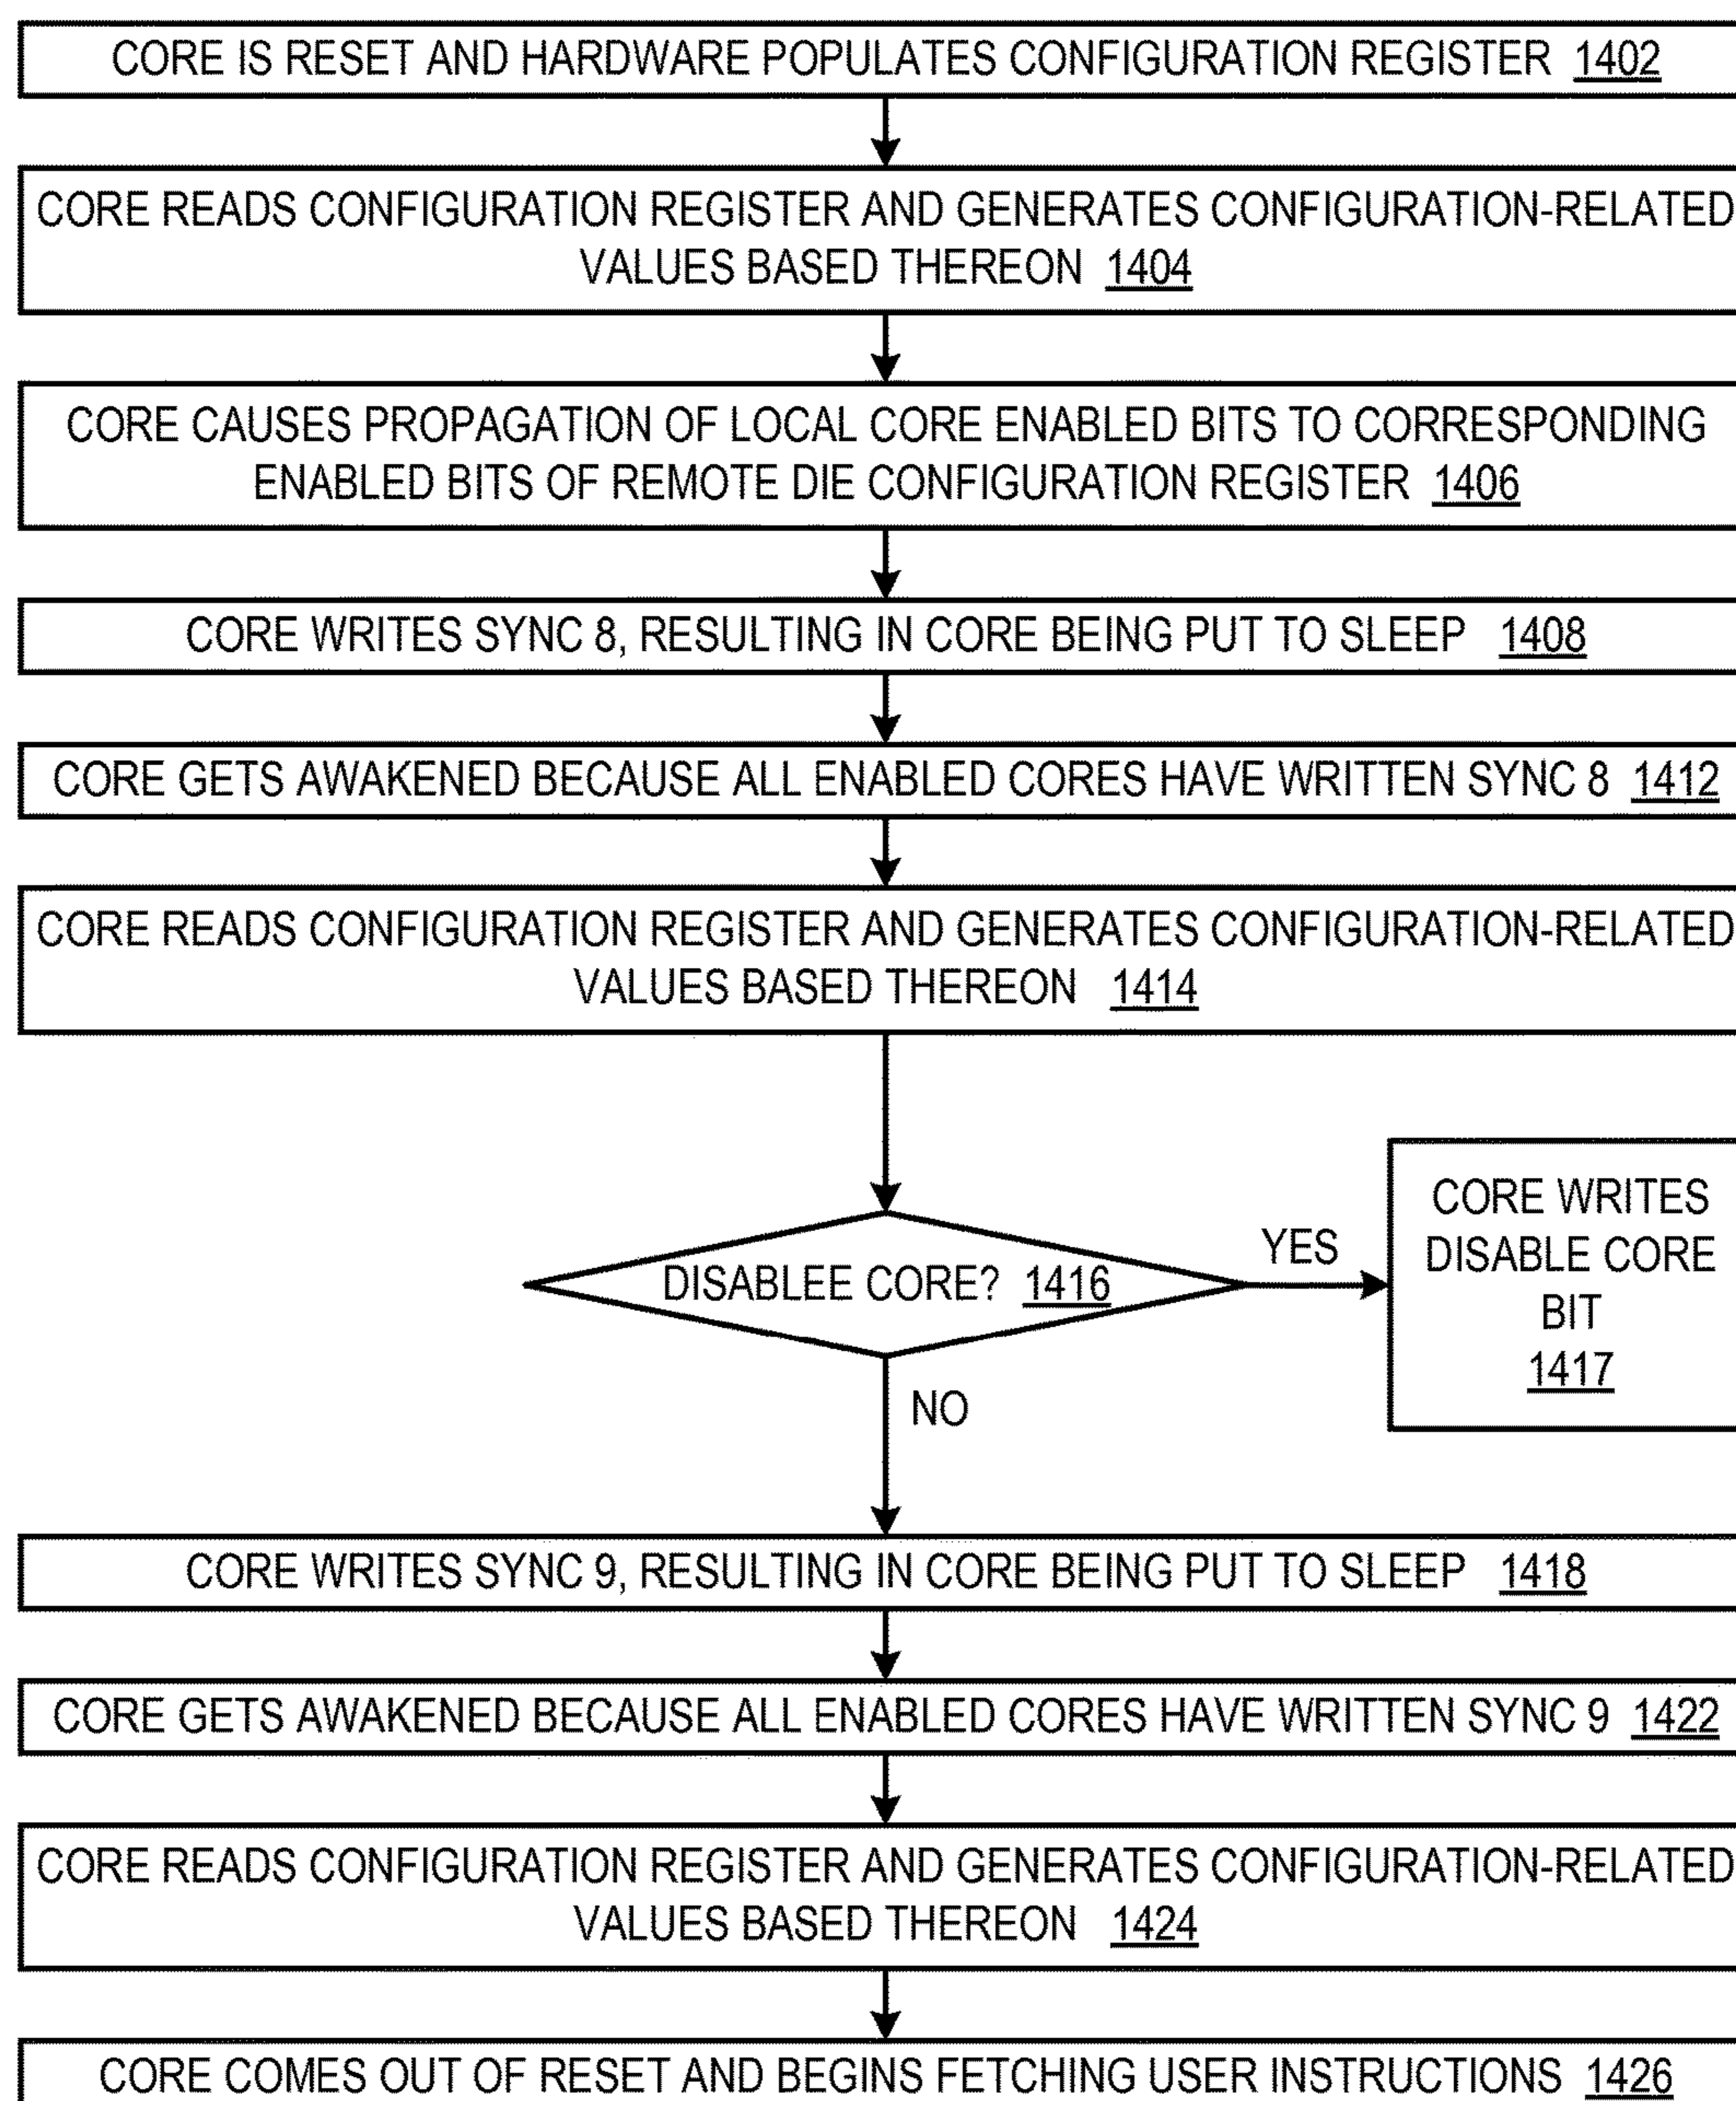 CORE IS RESET AND HARDWARE POPULATES CONFIGURATION REGISTER 1402
CORE READS CONFIGURATION REGISTER AND GENERATES CONFIGURATION-RELATED
VALUES BASED THEREON 1404
CORE CAUSES PROPAGATION OF LOCAL CORE ENABLED BITS TO CORRESPONDING
ENABLED BITS OF REMOTE DIE CONFIGURATION REGISTER 1406
CORE WRITES SYNC 8, RESULTING IN CORE BEING PUT TO SLEEP 1408
CORE GETS AWAKENED BECAUSE ALL ENABLED CORES HAVE WRITTEN SYNC 8 1412
CORE READS CONFIGURATION REGISTER AND GENERATES CONFIGURATION-RELATED
VALUES BASED THEREON 1414
DISABLEE CORE? 1416
YES
CORE WRITES
DISABLE CORE
BIT
1417
NO
CORE WRITES SYNC 9, RESULTING IN CORE BEING PUT TO SLEEP 1418
CORE GETS AWAKENED BECAUSE ALL ENABLED CORES HAVE WRITTEN SYNC 9 1422
CORE READS CONFIGURATION REGISTER AND GENERATES CONFIGURATION-RELATED
VALUES BASED THEREON 1424
CORE COMES OUT OF RESET AND BEGINS FETCHING USER INSTRUCTIONS 1426